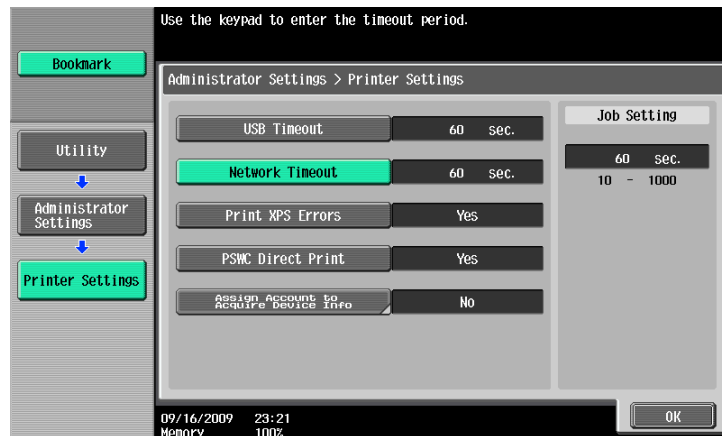 Use the keypad to enter the timeout period.
Bookmark
Utility
Administrator
Settings
Printer Settings
Administrator Settings > Printer Settings
USB Timeout 60 sec.
Network Timeout 60 sec.
Print XPS Errors Yes
PSWC Direct Print Yes
Assign Account to
Acquire Device Info No
Job Setting
60 sec.
10 - 1000
09/16/2009 23:21
Memory 100%
OK